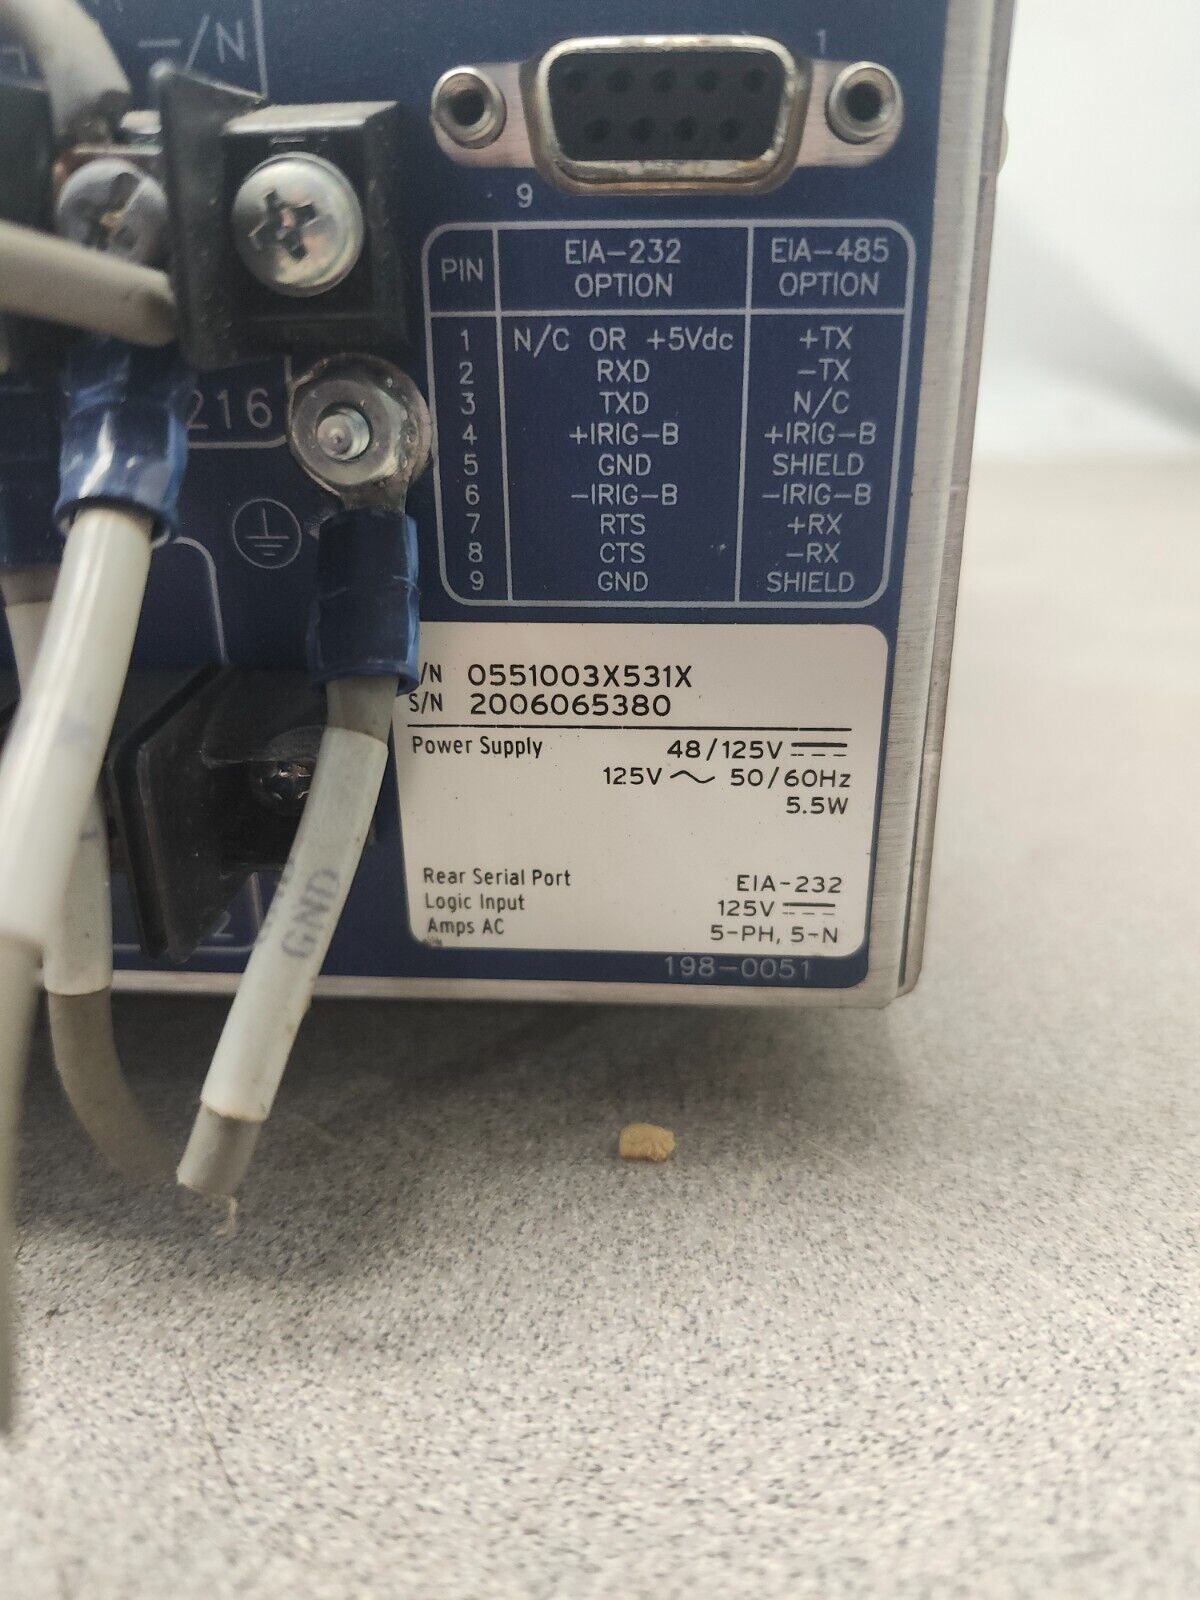 –/N
1
9
PIN EIA-232 OPTION EIA-485 OPTION
1 N/C OR +5Vdc +TX
2 RXD -TX
3 TXD N/C
4 +IRIG-B +IRIG-B
5 GND SHIELD
6 -IRIG-B -IRIG-B
7 RTS +RX
8 CTS -RX
9 GND SHIELD
216
/N 0551003X531X
S/N 2006065380
Power Supply 48/125V ⎓
125V ~ 50/60Hz
5.5W
Rear Serial Port EIA-232
Logic Input 125V ⎓
Amps AC 5-PH, 5-N
198-0051
GND